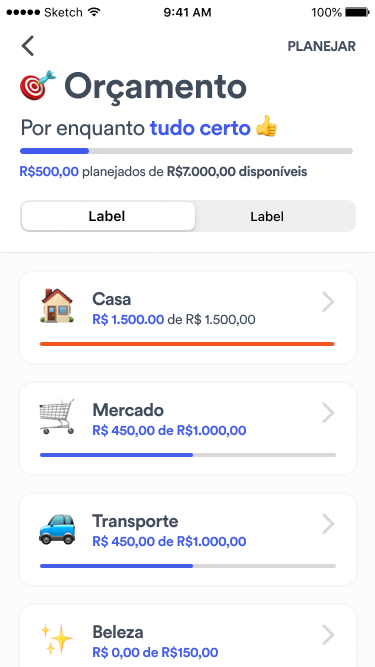 Sketch 9:41 AM 100%
PLANEJAR
Orçamento
Por enquanto tudo certo
R$500,00 planejados de R$7.000,00 disponíveis
Label Label
Casa
R$ 1.500.00 de R$ 1.500,00
Mercado
R$ 450,00 de R$1.000,00
Transporte
R$ 450,00 de R$1.000,00
Beleza
R$ 0,00 de R$150,00